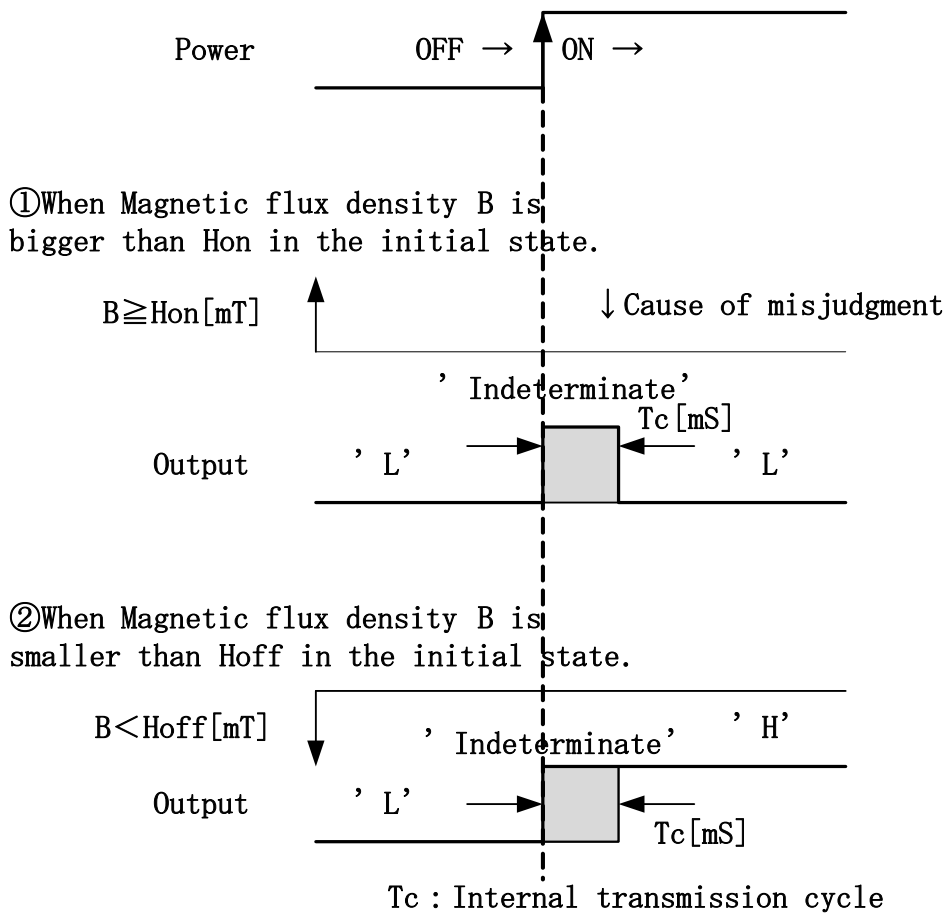 Power OFF → ON →
①When Magnetic flux density B is
bigger than Hon in the initial state.
B≧Hon[mT] ↓Cause of misjudgment
’Indeterminate’
Tc[mS]
Output ’L’ ’L’
②When Magnetic flux density B is
smaller than Hoff in the initial state.
B＜Hoff[mT] ’Indeterminate’ ’H’
Output ’L’ Tc[mS]
Tc：Internal transmission cycle